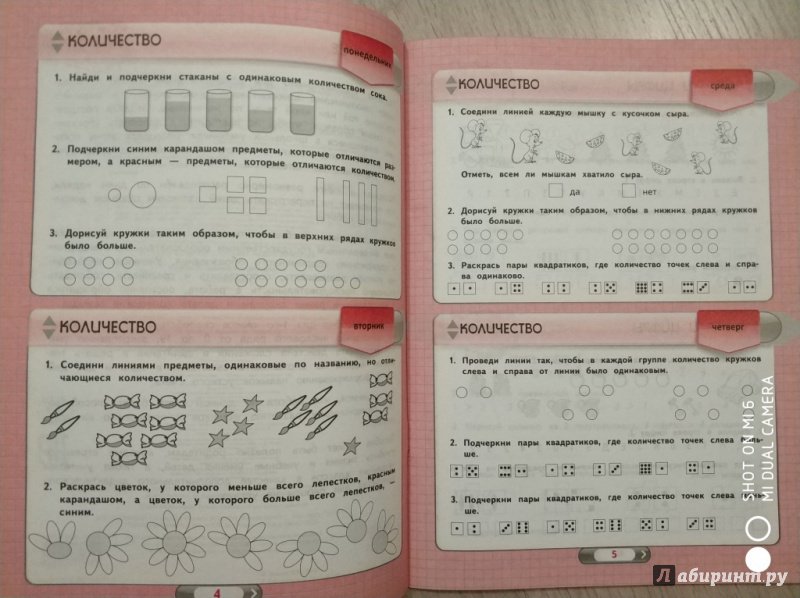 КОЛИЧЕСТВО
понедельник
1. Найди и подчеркни стаканы с одинаковым количеством сока.
2. Подчеркни синим карандашом предметы, которые отличаются раз-
мером, а красным — предметы, которые отличаются количеством.
3. Дорисуй кружки таким образом, чтобы в верхних рядах кружков
было больше.
КОЛИЧЕСТВО
вторник
1. Соедини линиями предметы, одинаковые по названию, но отли-
чающиеся количеством.
2. Раскрась цветок, у которого меньше всего лепестков, красным
карандашом, а цветок, у которого больше всего лепестков, —
синим.
4
КОЛИЧЕСТВО
среда
1. Соедини линией каждую мышку с кусочком сыра.
Отметь, всем ли мышкам хватило сыра.
да
нет
2. Дорисуй кружки таким образом, чтобы в нижних рядах кружков
было больше.
3. Раскрась пары квадратиков, где количество точек слева и спра-
ва одинаково.
КОЛИЧЕСТВО
четверг
1. Проведи линии так, чтобы в каждой группе количество кружков
слева и справа от линии было одинаковым.
2. Подчеркни пары квадратиков, где количество точек слева
ше.
3. Подчеркни пары квадратиков, где количество точек слева
ше.
5
SHOT ON MI 6
MI DUAL CAMERA
Лабиринт.ру